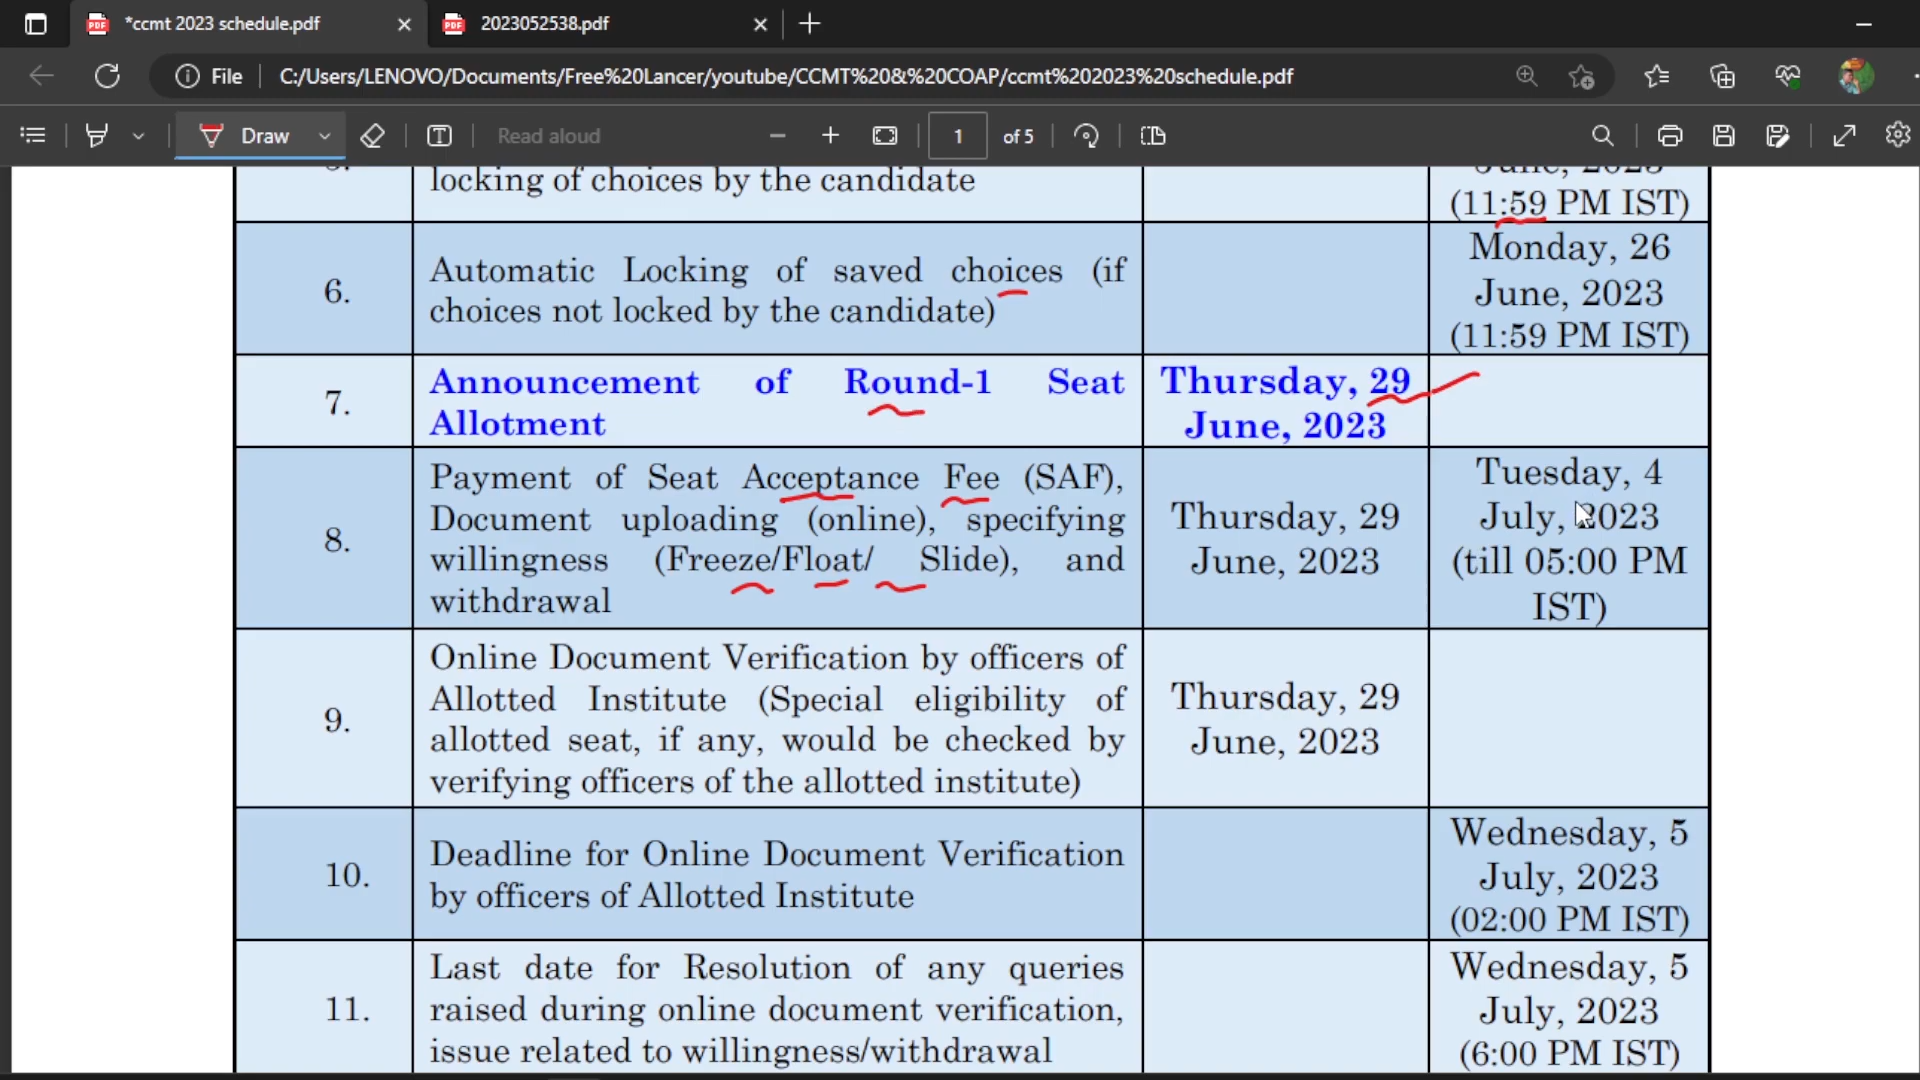 *ccmt 2023 schedule.pdf
2023052538.pdf
File
C:/Users/LENOVO/Documents/Free%20Lancer/youtube/CCMT%20&%20COAP/ccmt%202023%20schedule.pdf
Draw
Read aloud
1
of 5
locking of choices by the candidate
(11:59 PM IST)
6.
Automatic Locking of saved choices (if
choices not locked by the candidate)
Monday, 26
June, 2023
(11:59 PM IST)
7.
Announcement of Round-1 Seat
Allotment
Thursday, 29
June, 2023
8.
Payment of Seat Acceptance Fee (SAF),
Document uploading (online), specifying
willingness (Freeze/Float/ Slide), and
withdrawal
Thursday, 29
June, 2023
Tuesday, 4
July, 2023
(till 05:00 PM
IST)
9.
Online Document Verification by officers of
Allotted Institute (Special eligibility of
allotted seat, if any, would be checked by
verifying officers of the allotted institute)
Thursday, 29
June, 2023
10.
Deadline for Online Document Verification
by officers of Allotted Institute
Wednesday, 5
July, 2023
(02:00 PM IST)
11.
Last date for Resolution of any queries
raised during online document verification,
issue related to willingness/withdrawal
Wednesday, 5
July, 2023
(6:00 PM IST)